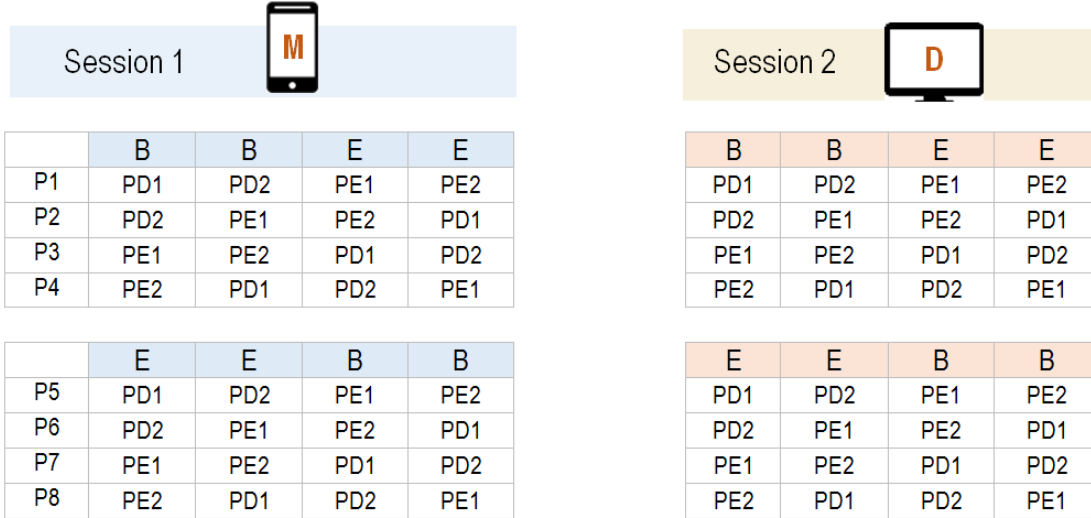 Session 1 M Session 2 D
B B E E B B E E
P1 PD1 PD2 PE1 PE2 PD1 PD2 PE1 PE2
P2 PD2 PE1 PE2 PD1 PD2 PE1 PE2 PD1
P3 PE1 PE2 PD1 PD2 PE1 PE2 PD1 PD2
P4 PE2 PD1 PD2 PE1 PE2 PD1 PD2 PE1
E E B B E E B B
P5 PD1 PD2 PE1 PE2 PD1 PD2 PE1 PE2
P6 PD2 PE1 PE2 PD1 PD2 PE1 PE2 PD1
P7 PE1 PE2 PD1 PD2 PE1 PE2 PD1 PD2
P8 PE2 PD1 PD2 PE1 PE2 PD1 PD2 PE1